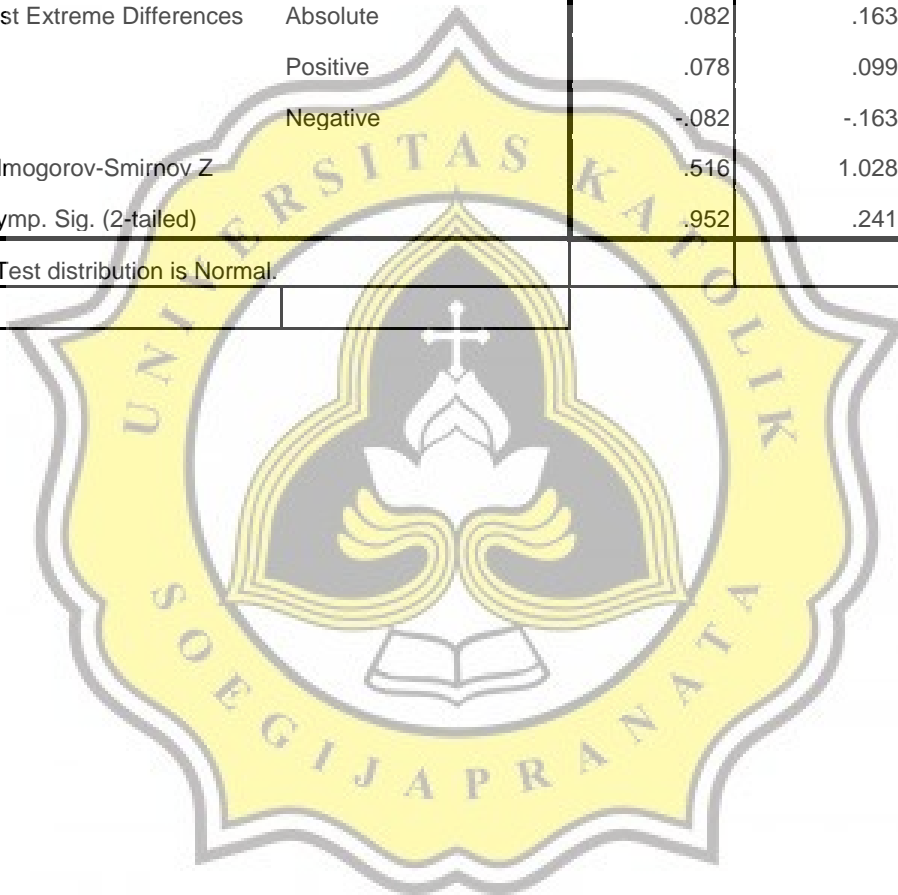 st Extreme Differences Absolute .082 .163
Positive .078 .099
Negative -.082 -.163
lmogorov-Smirnov Z .516 1.028
ymp. Sig. (2-tailed) .952 .241
Test distribution is Normal.
UNIVERSITAS KATOLIK
SOEGIJAPRANATA